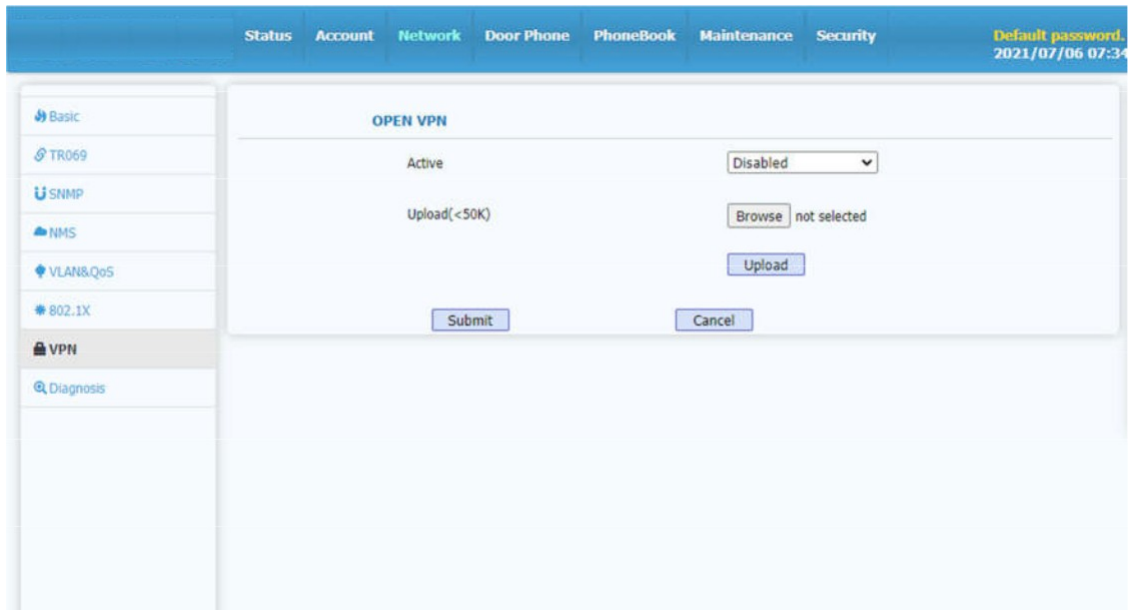 Status Account Network Door Phone PhoneBook Maintenance Security
Default password.
2021/07/06 07:34
Basic
TR069
SNMP
NMS
VLAN&QoS
802.1X
VPN
Diagnosis
OPEN VPN
Active Disabled
Upload(<50K) Browse not selected
Upload
Submit Cancel